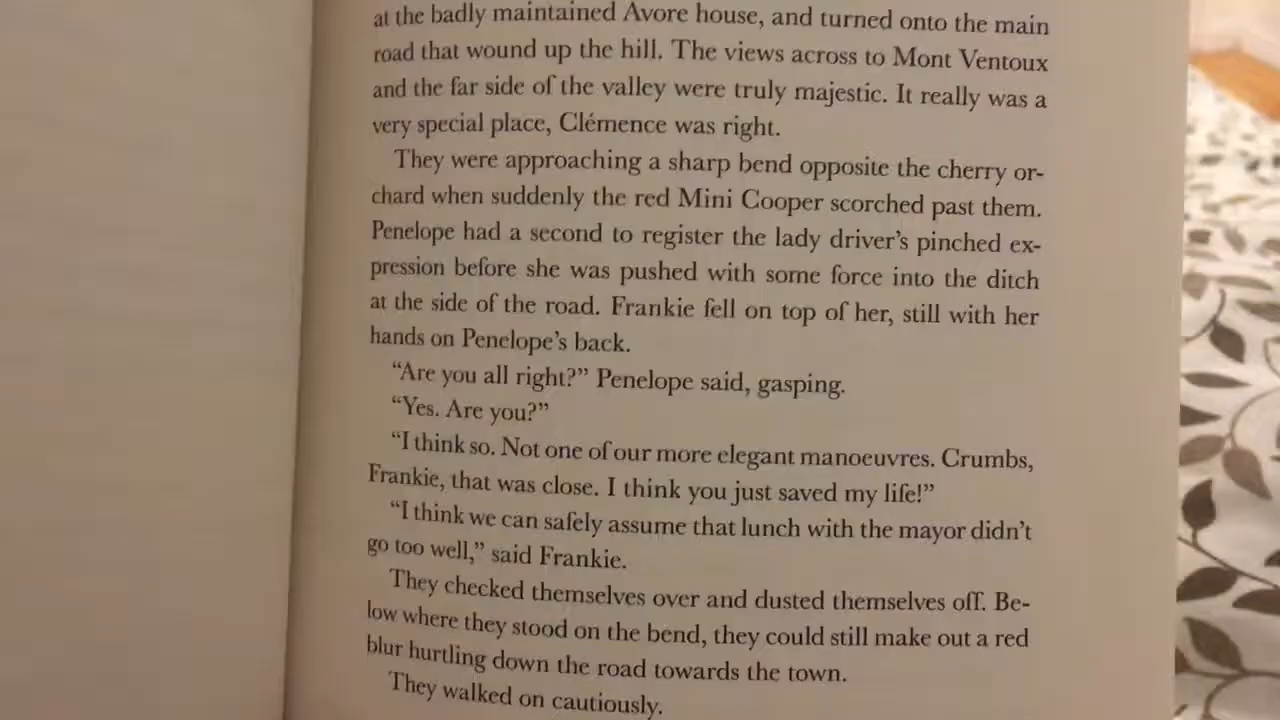 at the badly maintained Avore house, and turned onto the main
road that wound up the hill. The views across to Mont Ventoux
and the far side of the valley were truly majestic. It really was a
very special place, Clémence was right.
They were approaching a sharp bend opposite the cherry or-
chard when suddenly the red Mini Cooper scorched past them.
Penelope had a second to register the lady driver’s pinched ex-
pression before she was pushed with some force into the ditch
at the side of the road. Frankie fell on top of her, still with her
hands on Penelope’s back.
“Are you all right?” Penelope said, gasping.
“Yes. Are you?”
“I think so. Not one of our more elegant manoeuvres. Crumbs,
Frankie, that was close. I think you just saved my life!”
“I think we can safely assume that lunch with the mayor didn’t
go too well,” said Frankie.
They checked themselves over and dusted themselves off. Be-
low where they stood on the bend, they could still make out a red
blur hurtling down the road towards the town.
They walked on cautiously.